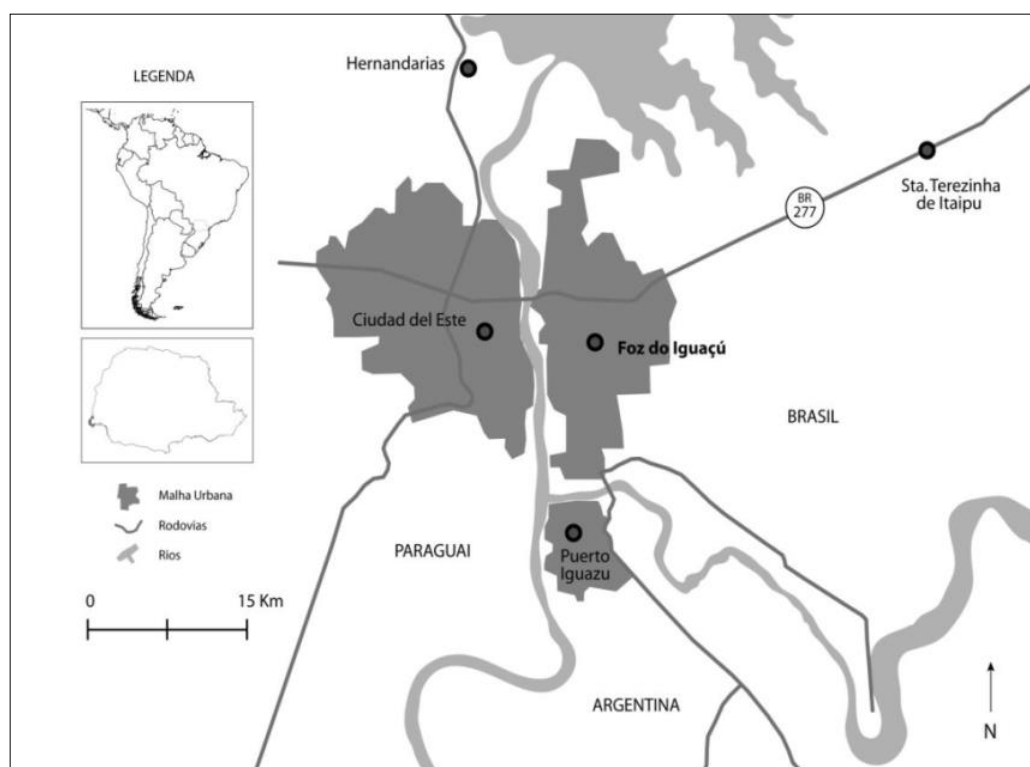 LEGENDA
Malha Urbana
Rodovias
Rios
0 15 Km
Hernandarias
Sta. Terezinha
de Itaipu
BR
277
Ciudad del Este
Foz do Iguaçú
BRASIL
PARAGUAI
Puerto
Iguazu
ARGENTINA
N